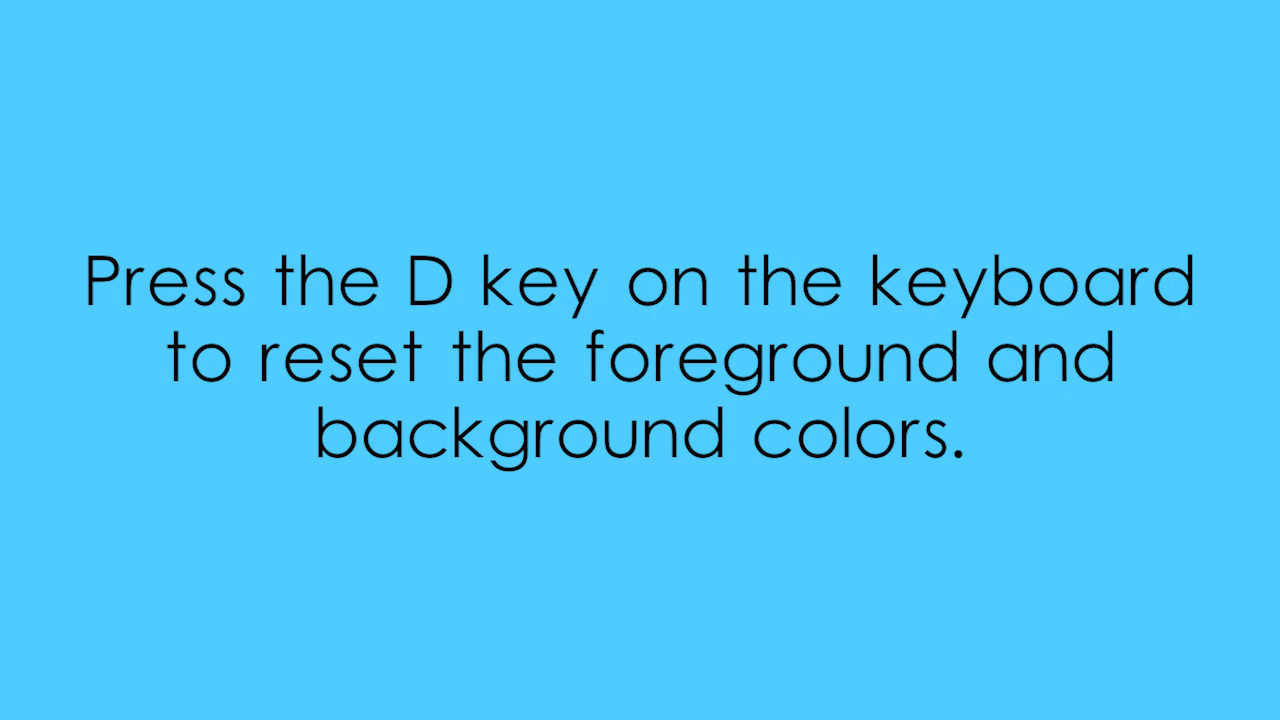 Press the D key on the keyboard
to reset the foreground and
background colors.